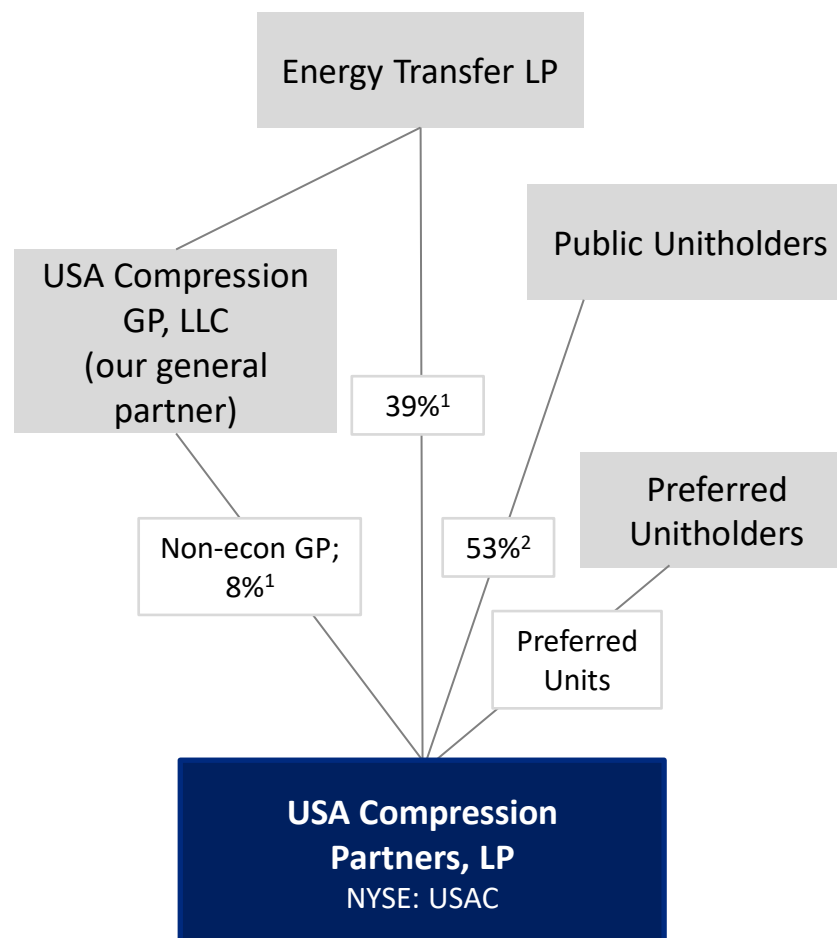 Energy Transfer LP
Public Unitholders
USA Compression
GP, LLC
(our general
partner)
39%¹
Preferred
Unitholders
Non-econ GP;
8%¹
53%²
Preferred
Units
USA Compression
Partners, LP
NYSE: USAC